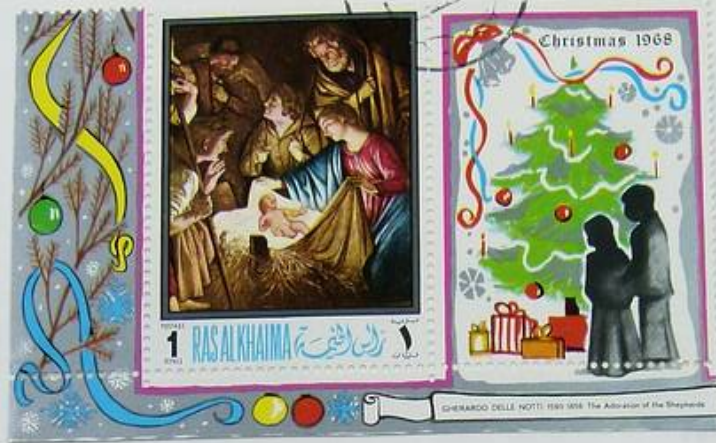 Christmas 1968
POSTAGE
1
RIYAL
RAS AL KHAIMA
رأس الخيمة
١
GHERARDO DELLE NOTTI 1590-1656 The Adoration of the Shepherds